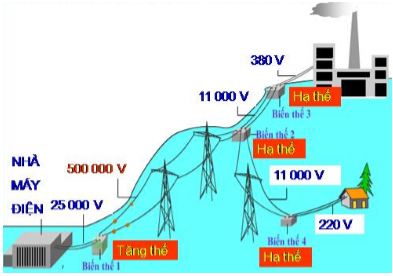 380 V
Hạ thế
11 000 V
Biến thế 3
Biến thế 2
Hạ thế
NHÀ
MÁY
ĐIỆN
500 000 V
25 000 V
11 000 V
220 V
Tăng thế
Biến thế 1
Biến thế 4
Hạ thế